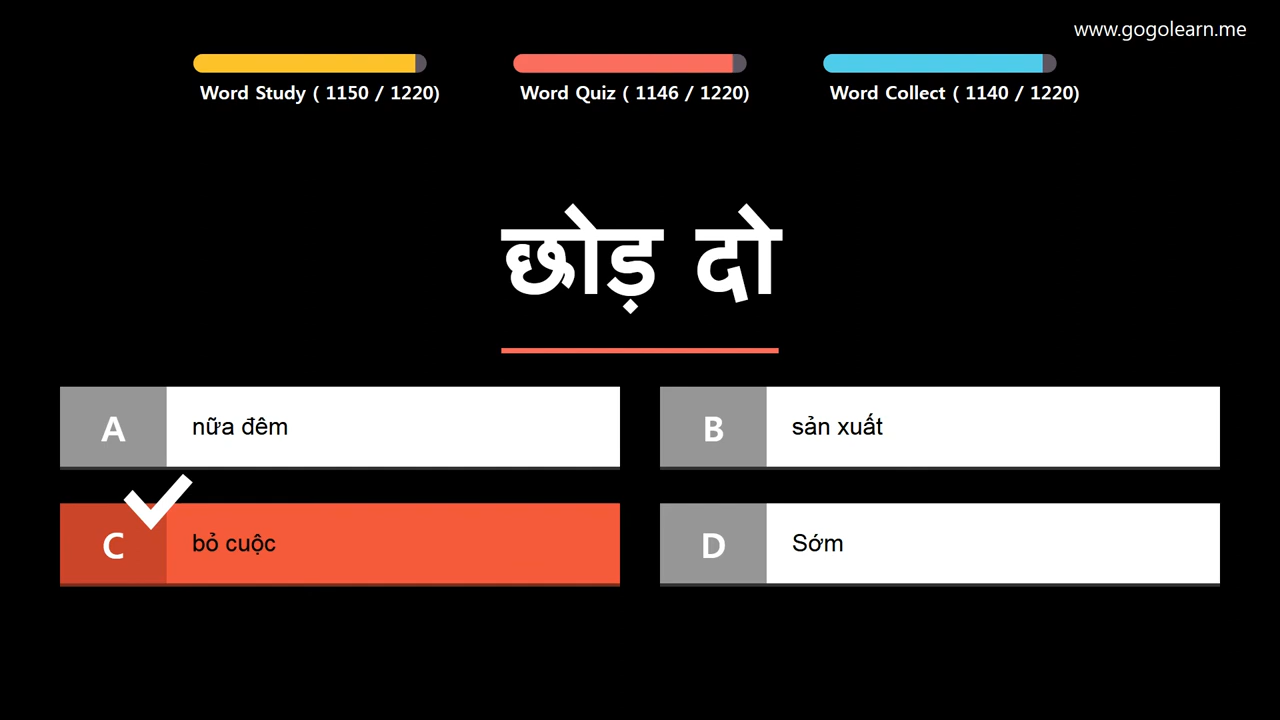 www.gogolearn.me
Word Study ( 1150 / 1220)
Word Quiz ( 1146 / 1220)
Word Collect ( 1140 / 1220)
छोड़ दो
A
nữa đêm
B
sản xuất
C
bỏ cuộc
D
Sớm